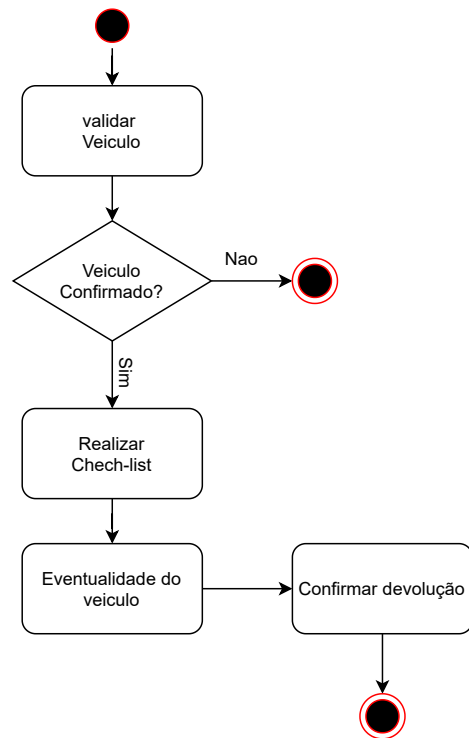 validar
Veiculo
Veiculo
Confirmado?
Nao
Sim
Realizar
Chech-list
Eventualidade do
veiculo
Confirmar devolução